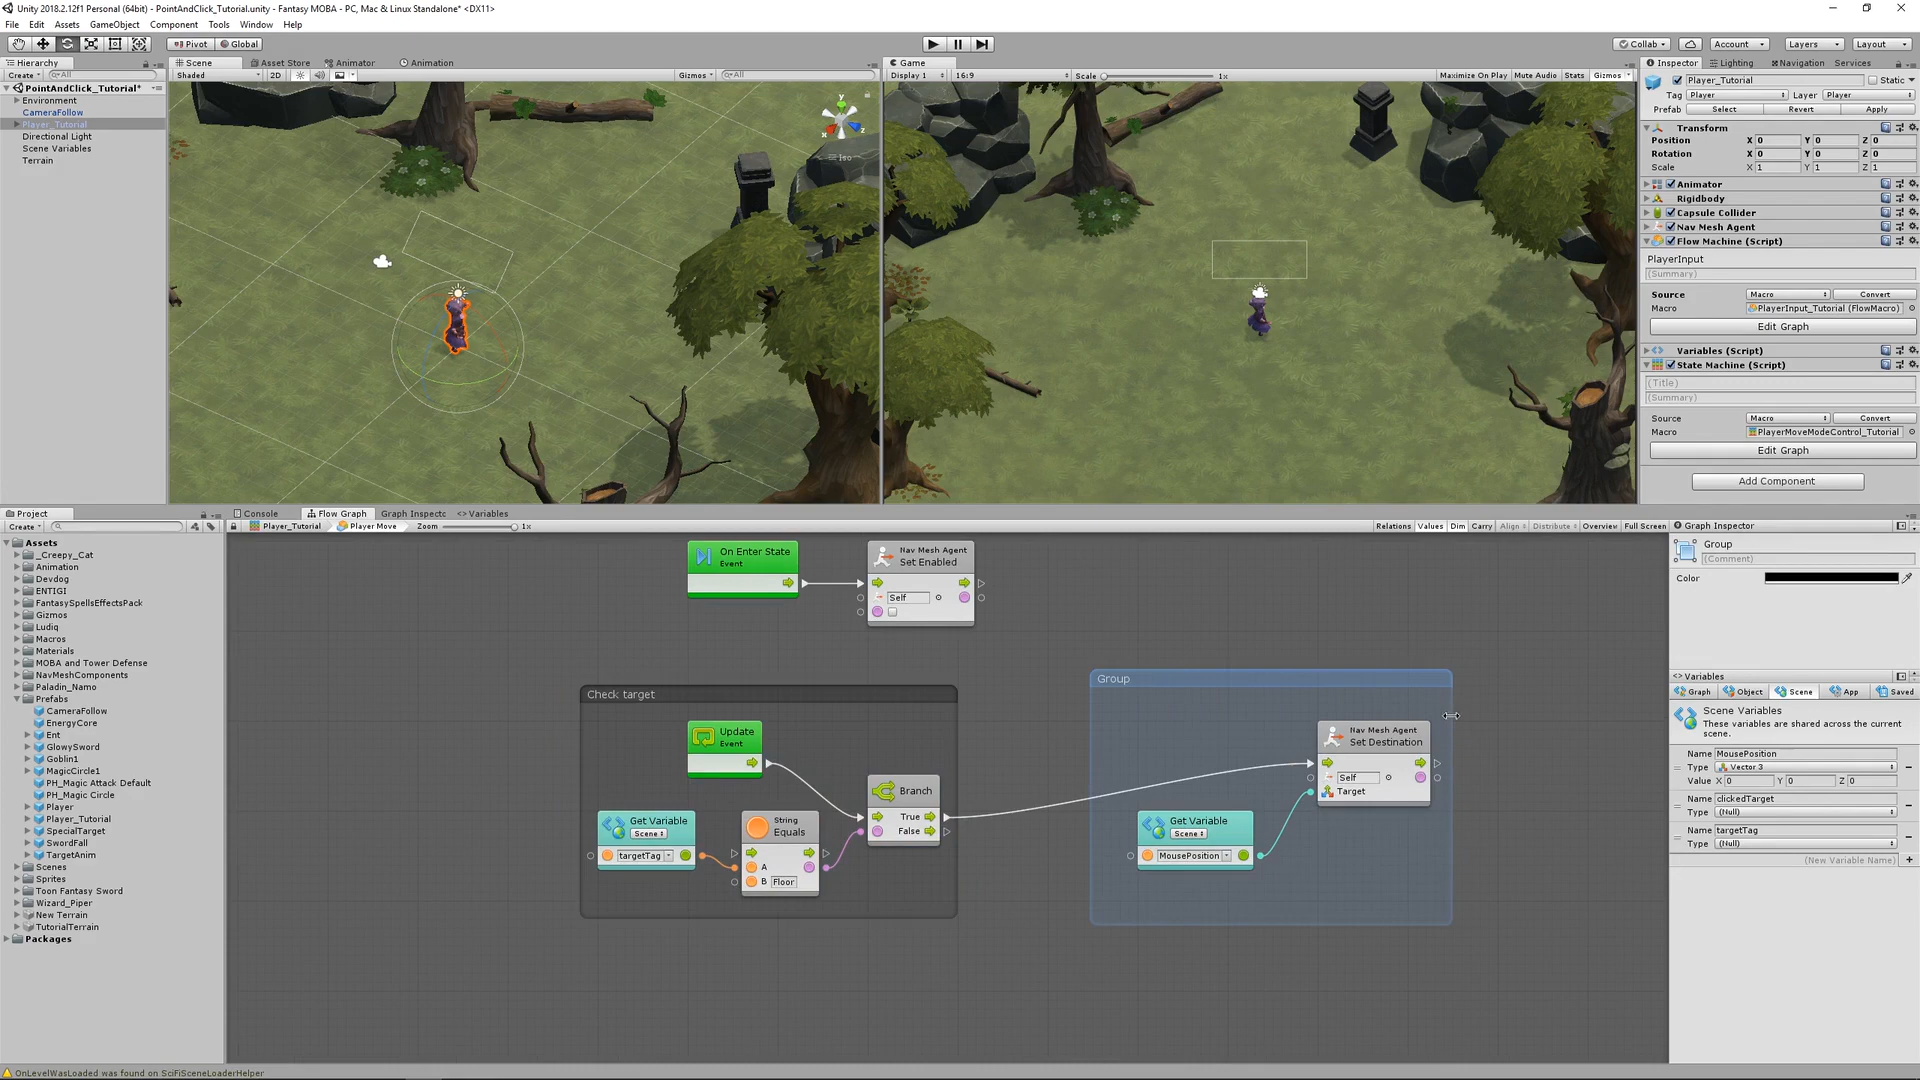 Unity 2018.2.12f1 Personal (64bit) - PointAndClick_Tutorial.unity - Fantasy MOBA - PC, Mac & Linux Standalone* <DX11>
File Edit Assets GameObject Component Tools Window Help
Pivot Global Collab Account Layers Layout
Hierarchy
Create All
PointAndClick_Tutorial*
Environment
CameraFollow
Player_Tutorial
Directional Light
Scene Variables
Terrain
Scene Asset Store Animator Animation
Shaded 2D Gizmos All
y
x
z
Iso
Game
Display 1 16:9 Scale 1x Maximize On Play Mute Audio Stats Gizmos
Inspector Lighting Navigation Services
Player_Tutorial Static
Tag Player Layer Player
Prefab Select Revert Apply
Transform
Position X 0 Y 0 Z 0
Rotation X 0 Y 0 Z 0
Scale X 1 Y 1 Z 1
Animator
Rigidbody
Capsule Collider
Nav Mesh Agent
Flow Machine (Script)
PlayerInput
(Summary)
Source Macro Convert
Macro PlayerInput_Tutorial (FlowMacro)
Edit Graph
Variables (Script)
State Machine (Script)
(Title)
(Summary)
Source Macro Convert
Macro PlayerMoveModeControl_Tutorial
Edit Graph
Add Component
Project
Create
Assets
_Creepy_Cat
Animation
Devdog
ENTIGI
FantasySpellsEffectsPack
Gizmos
Ludiq
Macros
Materials
MOBA and Tower Defense
NavMeshComponents
Paladin_Namo
Prefabs
CameraFollow
EnergyCore
Ent
GlowySword
Goblin1
MagicCircle1
PH_Magic Attack Default
PH_Magic Circle
Player
Player_Tutorial
SpecialTarget
SwordFall
TargetAnim
Scenes
Sprites
Toon Fantasy Sword
Wizard_Piper
New Terrain
TutorialTerrain
Packages
Console Flow Graph Graph Inspectc Variables
Player_Tutorial Player Move Zoom 1x Relations Values Dim Carry Align Distribute Overview Full Screen
On Enter State
Event
Nav Mesh Agent
Set Enabled
Self
Check target
Update
Event
Branch
True
False
Get Variable
Scene
targetTag
String
Equals
A
B Floor
Group
Nav Mesh Agent
Set Destination
Self
Target
Get Variable
Scene
MousePosition
Graph Inspector
Group
(Comment)
Color
Variables
Graph Object Scene App Saved
Scene Variables
These variables are shared across the current
scene.
Name MousePosition
Type Vector 3
Value X 0 Y 0 Z 0
Name clickedTarget
Type (Null)
Name targetTag
Type (Null)
(New Variable Name)
OnLevelWasLoaded was found on SciFiSceneLoaderHelper